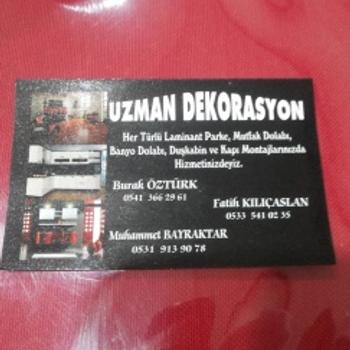 UZMAN DEKORASYON
Her Türlü Laminant Parke, Mutfak Dolabı,
Banyo Dolabı, Duşkabin ve Kapı Montajlarınızda
Hizmetinizdeyiz.
Burak ÖZTÜRK
0541 366 29 61
Fatih KILIÇASLAN
0533 541 02 35
Muhammet BAYRAKTAR
0531 913 90 78